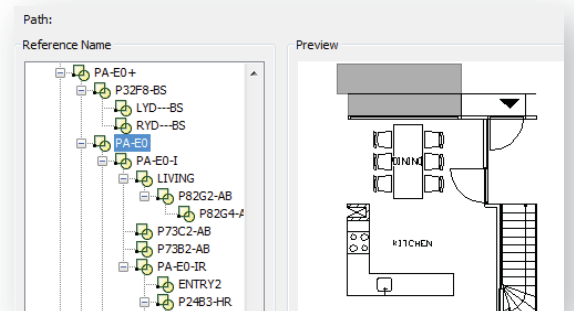 Path:
Reference Name
Preview
PA-E0+
P32F8-BS
LYD---BS
RYD---BS
PA-E0
PA-E0-I
LIVING
P82G2-AB
P82G4-A
P73C2-AB
P73B2-AB
PA-E0-IR
ENTRY2
P24B3-HR
DINING
KITCHEN